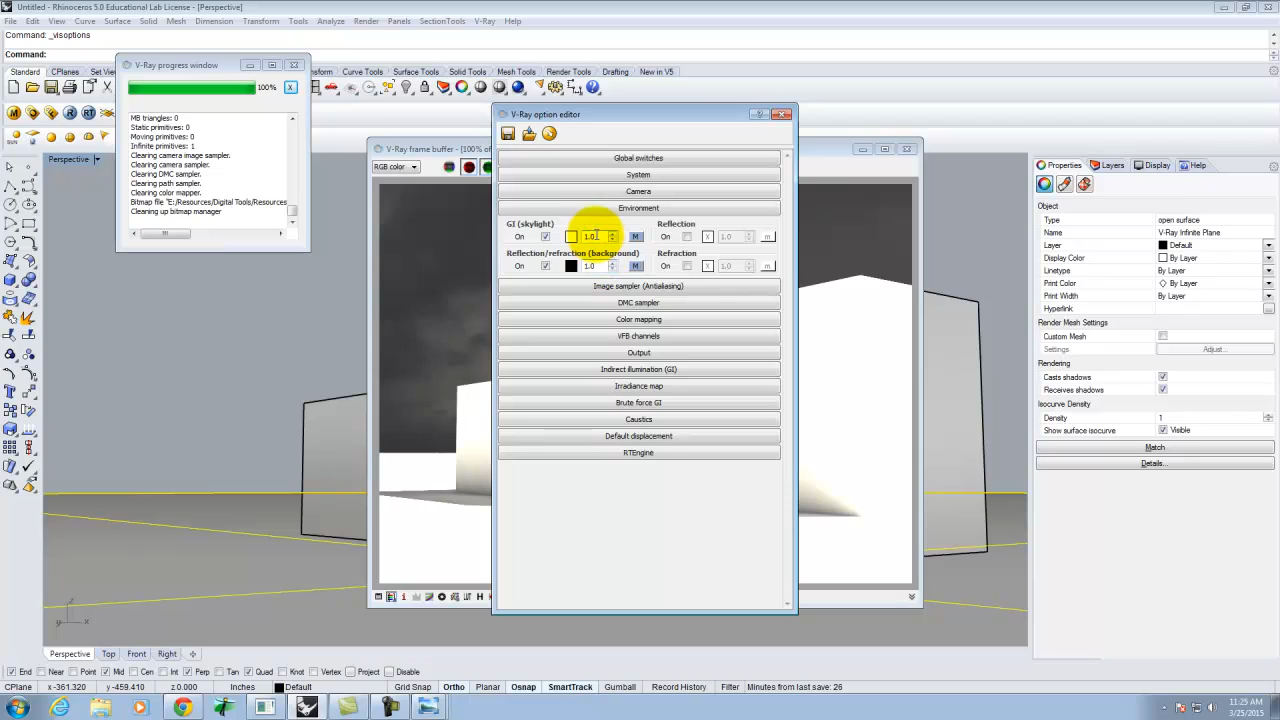 Untitled - Rhinoceros 5.0 Educational Lab License - [Perspective]
File Edit View Curve Surface Solid Mesh Dimension Transform Tools Analyze Render Panels SectionTools V-Ray Help
Command: _visoptions
Command:
Standard CPlanes Set Vie
nsform Curve Tools Surface Tools Solid Tools Mesh Tools Render Tools Drafting New in V5
V-Ray progress window
100%
MB triangles: 0
Static primitives: 0
Moving primitives: 0
Infinite primitives: 1
Clearing camera image sampler.
Clearing camera sampler.
Clearing DMC sampler.
Clearing path sampler.
Clearing color mapper.
Bitmap file "E:/Resources/Digital Tools/Resources
Cleaning up bitmap manager
Perspective
V-Ray frame buffer - [100% of
RGB color
V-Ray option editor
Global switches
System
Camera
Environment
GI (skylight) Reflection
On 1.0 M On X 1.0 m
Reflection/refraction (background) Refraction
On 1.0 M On X 1.0 m
Image sampler (Antialiasing)
DMC sampler
Color mapping
VFB channels
Output
Indirect illumination (GI)
Irradiance map
Brute force GI
Caustics
Default displacement
RTEngine
Properties Layers Display Help
Object
Type open surface
Name V-Ray Infinite Plane
Layer Default
Display Color By Layer
Linetype By Layer
Print Color By Layer
Print Width By Layer
Hyperlink
Render Mesh Settings
Custom Mesh
Settings Adjust...
Rendering
Casts shadows
Receives shadows
Isocurve Density
Density 1
Show surface isocurve Visible
Match
Details...
z
y x
Perspective Top Front Right
End Near Point Mid Cen Int Perp Tan Quad Knot Vertex Project Disable
CPlane x -361.320 y -459.410 z 0.000 Inches Default Grid Snap Ortho Planar Osnap SmartTrack Gumball Record History Filter Minutes from last save: 26
11:25 AM
3/25/2015